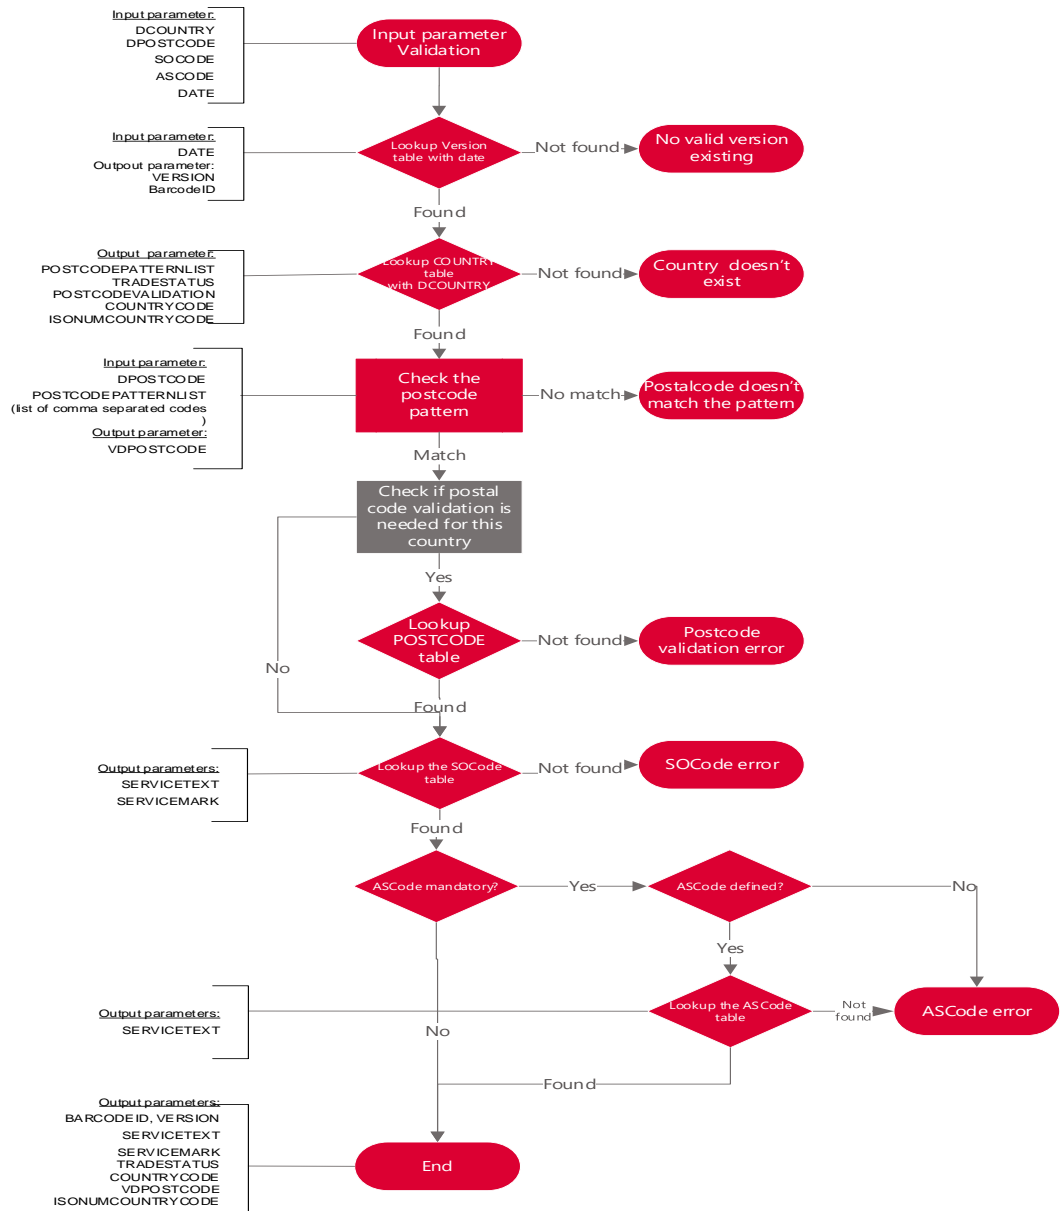 Input parameter:
DCOUNTRY
DPOSTCODE
SOCODE
ASCODE
DATE
Input parameter
Validation
Input parameter:
DATE
Outpout parameter:
VERSION
BarcodeID
Lookup Version
table with date
Not found
No valid version
existing
Found
Output parameter:
POSTCODEPATTERNLIST
TRADESTATUS
POSTCODEVALIDATION
COUNTRYCODE
ISONUMCOUNTRYCODE
Lookup COUNTRY
table
with DCOUNTRY
Not found
Country doesn't
exist
Found
Input parameter:
DPOSTCODE
POSTCODEPATTERNLIST
(list of comma separated codes
)
Output parameter:
VDPOSTCODE
Check the
postcode
pattern
No match
Postalcode doesn't
match the pattern
Match
Check if postal
code validation is
needed for this
country
Yes
No
Lookup
POSTCODE
table
Not found
Postcode
validation error
Found
Output parameters:
SERVICETEXT
SERVICEMARK
Lookup the SOCode
table
Not found
SOCode error
Found
ASCode mandatory?
Yes
ASCode defined?
No
Yes
Output parameters:
SERVICETEXT
Lookup the ASCode
table
Not
found
ASCode error
No
Found
Output parameters:
BARCODEID, VERSION
SERVICETEXT
SERVICEMARK
TRADESTATUS
COUNTRYCODE
VDPOSTCODE
ISONUMCOUNTRYCODE
End